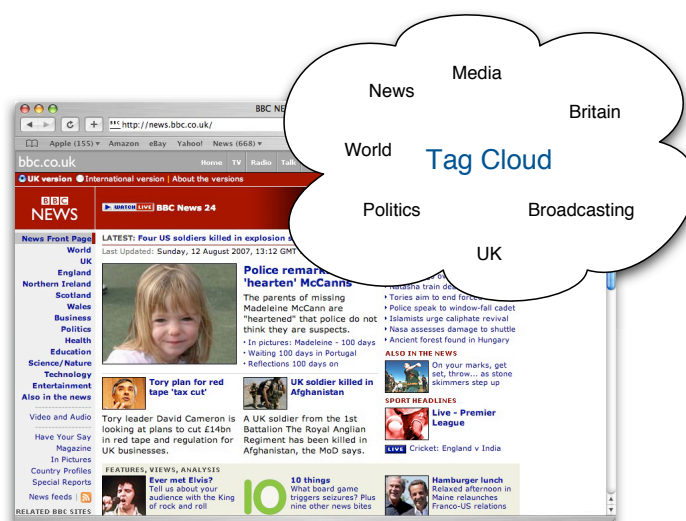 Media
News
Britain
World
Tag Cloud
Politics
Broadcasting
UK
BBC NE
http://news.bbc.co.uk/
Apple (155) Amazon eBay Yahoo! News (668)
bbc.co.uk
Home TV Radio Talk
UK version International version | About the versions
BBC
NEWS
WATCH LIVE BBC News 24
News Front Page
World
UK
England
Northern Ireland
Scotland
Wales
Business
Politics
Health
Education
Science/Nature
Technology
Entertainment
Also in the news
Video and Audio
Have Your Say
Magazine
In Pictures
Country Profiles
Special Reports
News feeds
RELATED BBC SITES
LATEST: Four US soldiers killed in explosion s
Last Updated: Sunday, 12 August 2007, 13:12 GMT
Police remar
'hearten' McCanns
The parents of missing
Madeleine McCann are
"heartened" that police do not
think they are suspects.
In pictures: Madeleine - 100 days
Waiting 100 days in Portugal
Reflections 100 days on
Tory plan for red
tape 'tax cut'
Tory leader David Cameron is
looking at plans to cut £14bn
in red tape and regulation for
UK businesses.
UK soldier killed in
Afghanistan
A UK soldier from the 1st
Battalion The Royal Anglian
Regiment has been killed in
Afghanistan, the MoD says.
Natasha train des
Tories aim to end force
Police speak to window-fall cadet
Islamists urge caliphate revival
Nasa assesses damage to shuttle
Ancient forest found in Hungary
ALSO IN THE NEWS
On your marks, get
set, throw... as stone
skimmers step up
SPORT HEADLINES
Live - Premier
League
LIVE Cricket: England v India
FEATURES, VIEWS, ANALYSIS
Ever met Elvis?
Tell us about your
audience with the King
of rock and roll
10
10 things
What board game
triggers seizures? Plus
nine other news bites
Hamburger lunch
Relaxed afternoon in
Maine relaunches
Franco-US relations